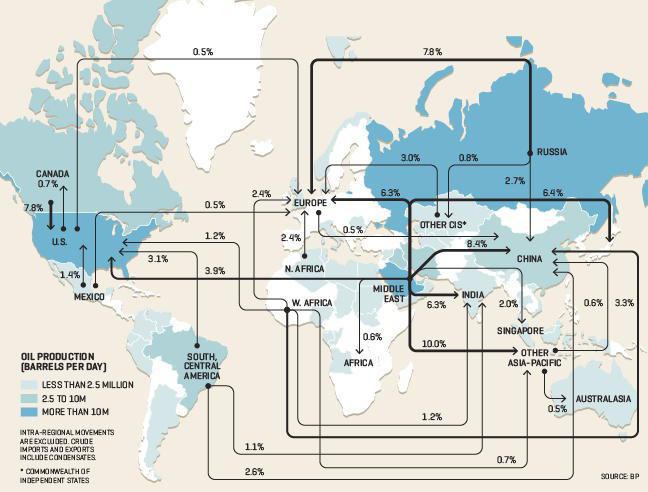 0.5%
7.8%
CANADA
0.7%
7.8%
U.S.
0.5%
1.2%
3.1%
1.4%
3.9%
MEXICO
2.4%
EUROPE
2.4%
N. AFRICA
W. AFRICA
3.0%
0.8%
RUSSIA
2.7%
6.3%
6.4%
0.5%
OTHER CIS*
8.4%
CHINA
MIDDLE
EAST
6.3%
INDIA
2.0%
SINGAPORE
0.6%
3.3%
0.6%
AFRICA
10.0%
OTHER
ASIA-PACIFIC
0.5%
AUSTRALASIA
SOUTH,
CENTRAL
AMERICA
1.2%
1.1%
0.7%
2.6%
OIL PRODUCTION
(BARRELS PER DAY)
LESS THAN 2.5 MILLION
2.5 TO 10M
MORE THAN 10M
INTRA-REGIONAL MOVEMENTS
ARE EXCLUDED. CRUDE
IMPORTS AND EXPORTS
INCLUDE CONDENSATES.
* COMMONWEALTH OF
INDEPENDENT STATES
SOURCE: BP